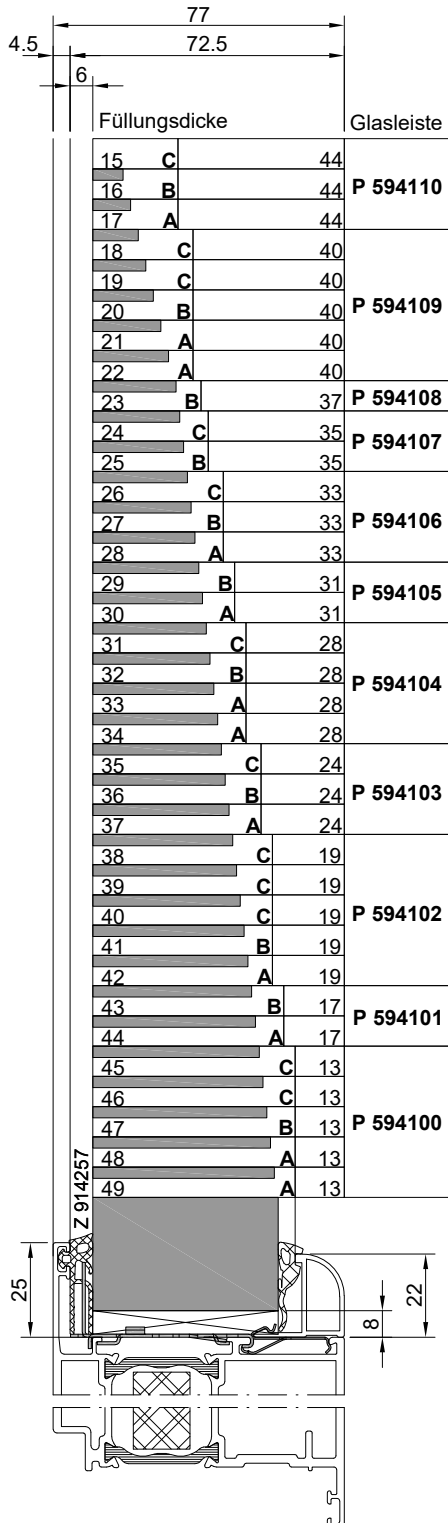 77
4.5 72.5
6
Füllungsdicke Glasleiste
15 C 44
16 B 44 P 594110
17 A 44
18 C 40
19 C 40
20 B 40 P 594109
21 A 40
22 A 40
23 B 37 P 594108
24 C 35 P 594107
25 B 35
26 C 33
27 B 33 P 594106
28 A 33
29 B 31 P 594105
30 A 31
31 C 28
32 B 28 P 594104
33 A 28
34 A 28
35 C 24
36 B 24 P 594103
37 A 24
38 C 19
39 C 19
40 C 19 P 594102
41 B 19
42 A 19
43 B 17 P 594101
44 A 17
45 C 13
46 C 13
47 B 13 P 594100
48 A 13
49 A 13
Z 914257
25 22
8